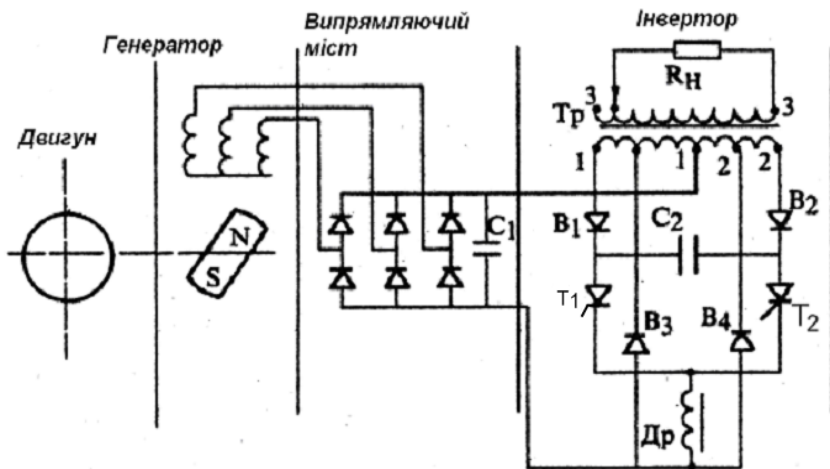 Генератор
Випрямляючий
міст
Інвертор
Двигун
R_H
Тр
3
3
1
1
2
2
B₁
C₂
B₂
C₁
N
S
T₁
T₂
B₃
B₄
Др